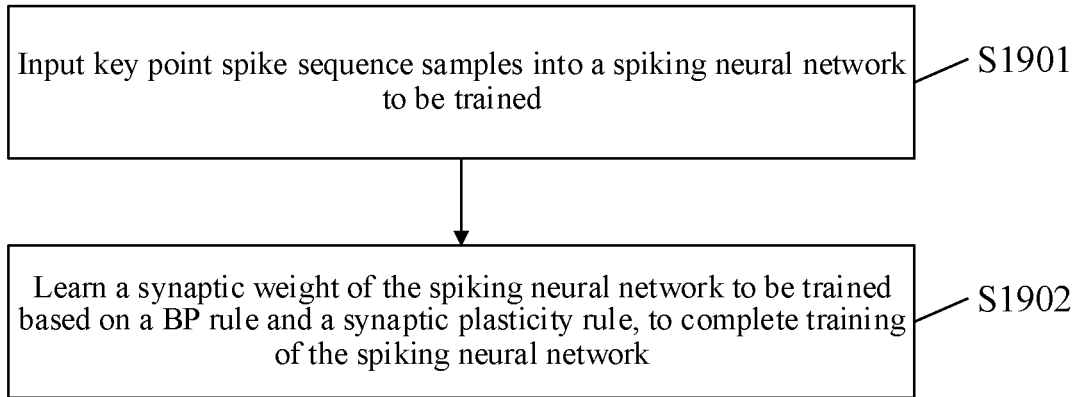 Input key point spike sequence samples into a spiking neural network
to be trained
S1901
Learn a synaptic weight of the spiking neural network to be trained
based on a BP rule and a synaptic plasticity rule, to complete training
of the spiking neural network
S1902